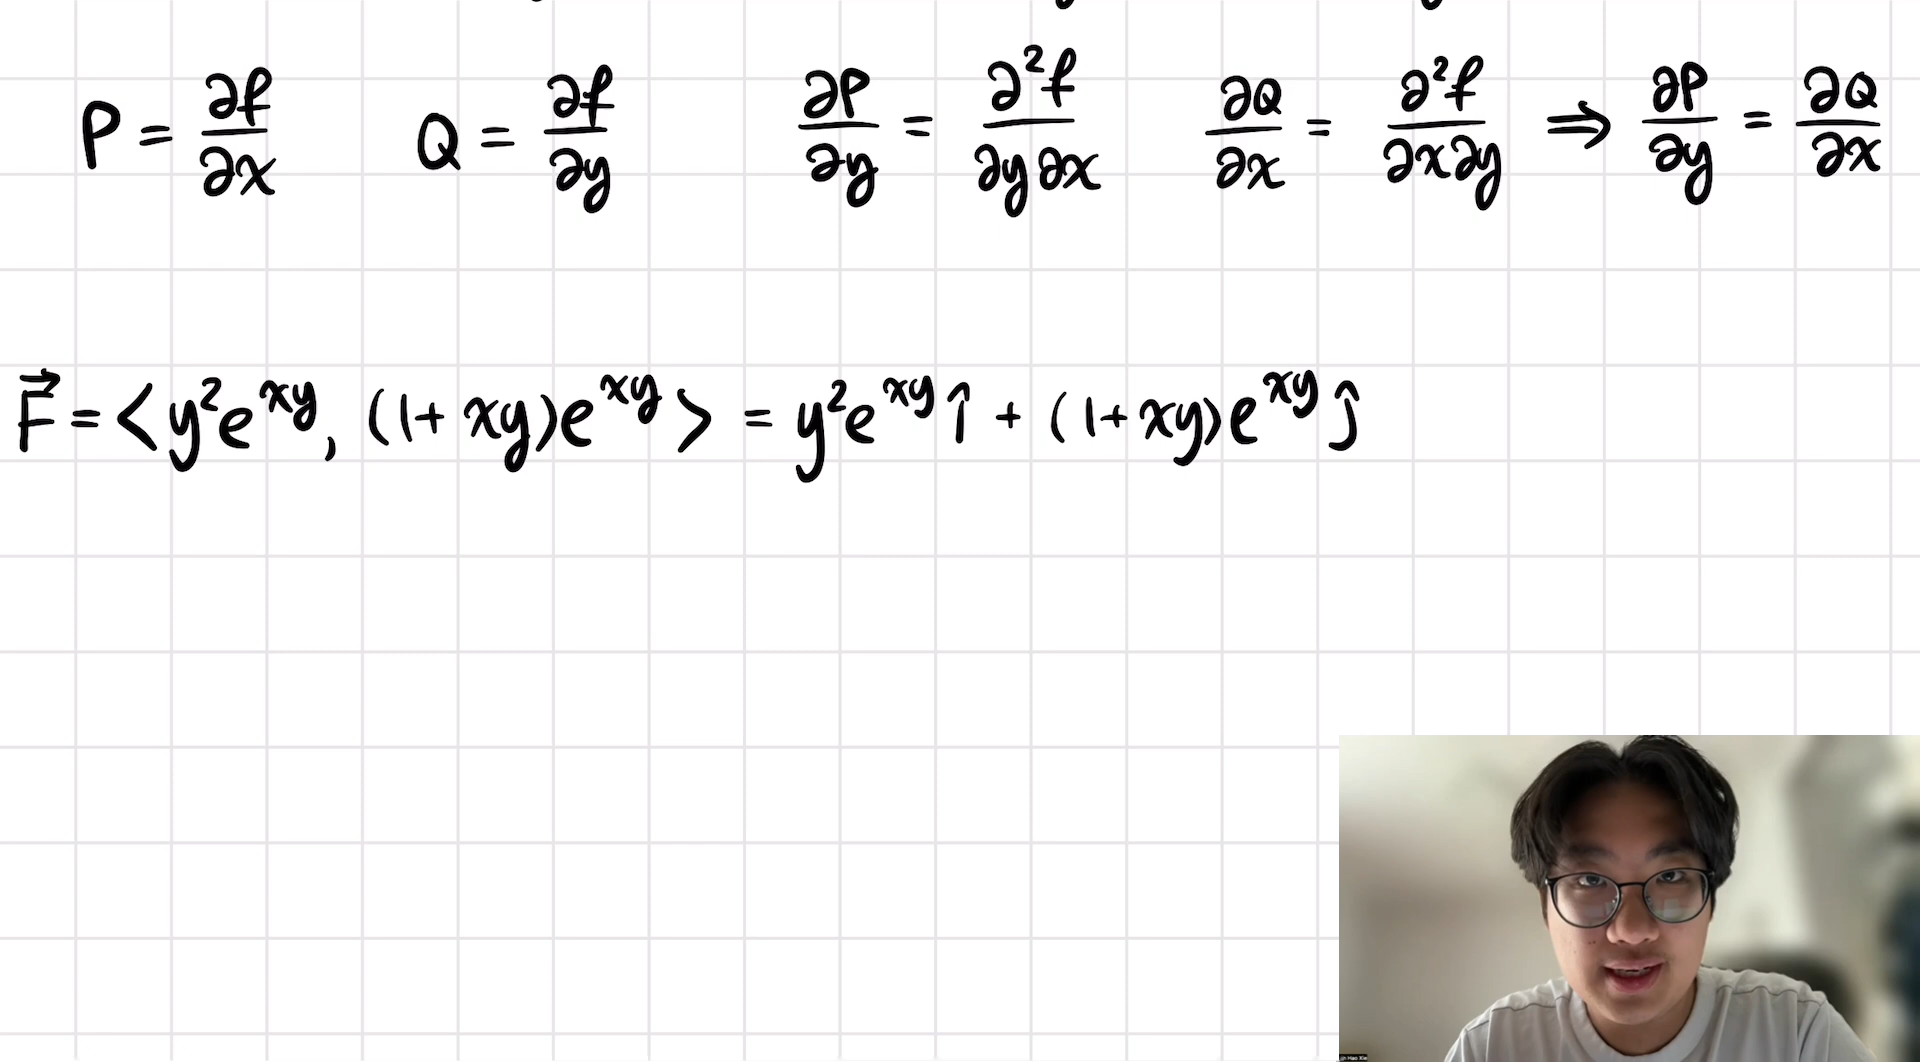 P = ∂f/∂x Q = ∂f/∂y ∂P/∂y = ∂²f/∂y∂x ∂Q/∂x = ∂²f/∂x∂y ⇒ ∂P/∂y = ∂Q/∂x
F⃗ = <y²e^xy, (1+xy)e^xy> = y²e^xy î + (1+xy)e^xy ĵ